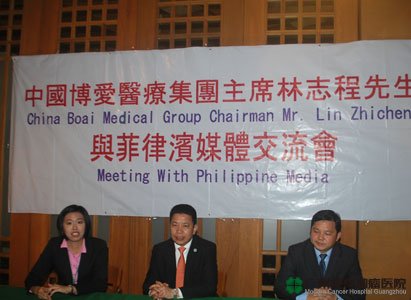 中國博愛醫療集團主席林志程先生
China Boai Medical Group Chairman Mr. Lin Zhichen
與菲律濱媒體交流會
Meeting With Philippine Media
Modern Cancer Hospital Guangzhou